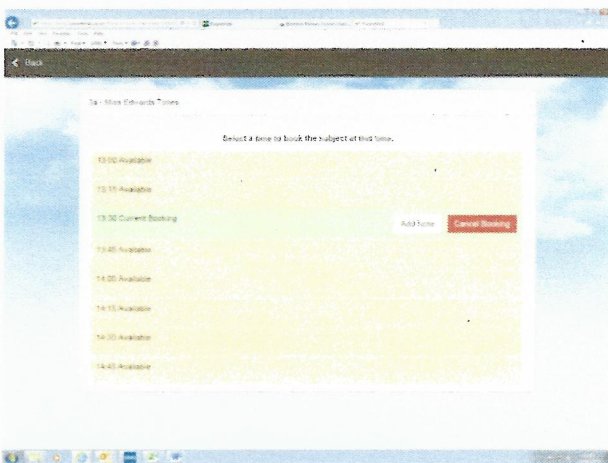 Back
3a - Miss Edwards Times
Select a time to book the subject at this time.
13:00 Available
13:15 Available
13:30 Current Booking
Add Note
Cancel Booking
13:45 Available
14:00 Available
14:15 Available
14:30 Available
14:45 Available